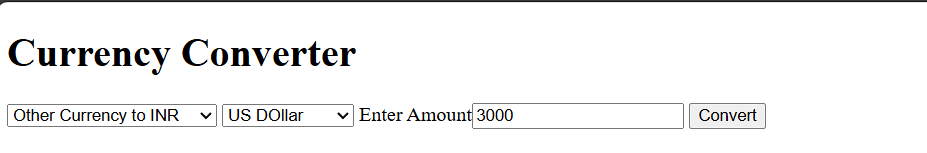 Currency Converter
Other Currency to INR US DOllar Enter Amount 3000 Convert